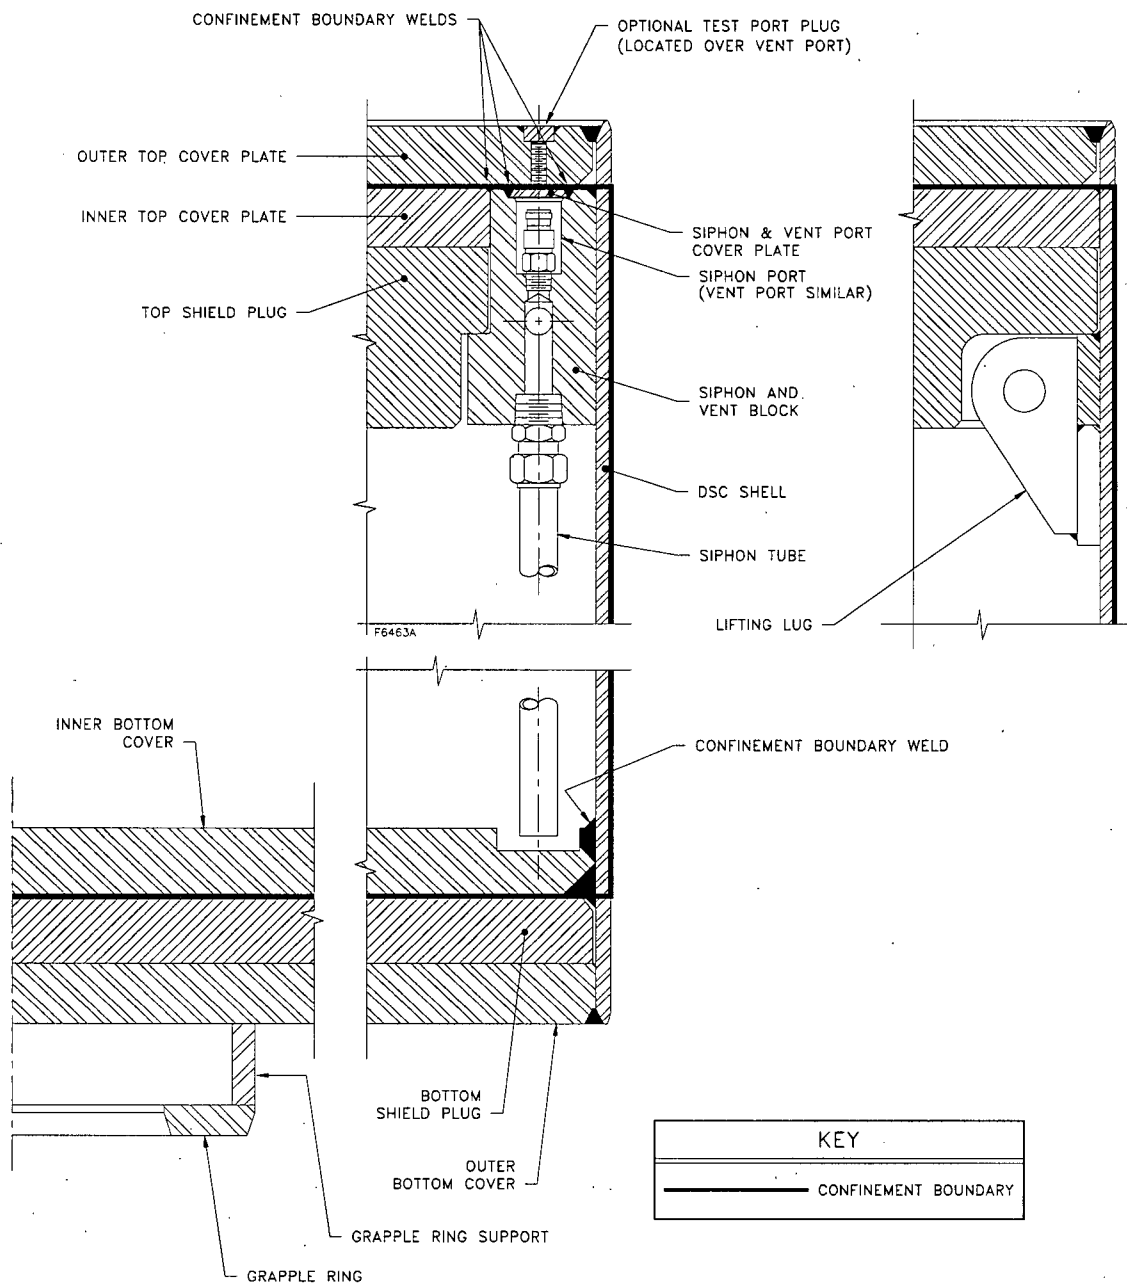 CONFINEMENT BOUNDARY WELDS
OPTIONAL TEST PORT PLUG
(LOCATED OVER VENT PORT)
OUTER TOP COVER PLATE
INNER TOP COVER PLATE
TOP SHIELD PLUG
SIPHON & VENT PORT
COVER PLATE
SIPHON PORT
(VENT PORT SIMILAR)
SIPHON AND
VENT BLOCK
DSC SHELL
SIPHON TUBE
LIFTING LUG
F6463A
INNER BOTTOM
COVER
CONFINEMENT BOUNDARY WELD
BOTTOM
SHIELD PLUG
OUTER
BOTTOM COVER
GRAPPLE RING SUPPORT
GRAPPLE RING
KEY
CONFINEMENT BOUNDARY